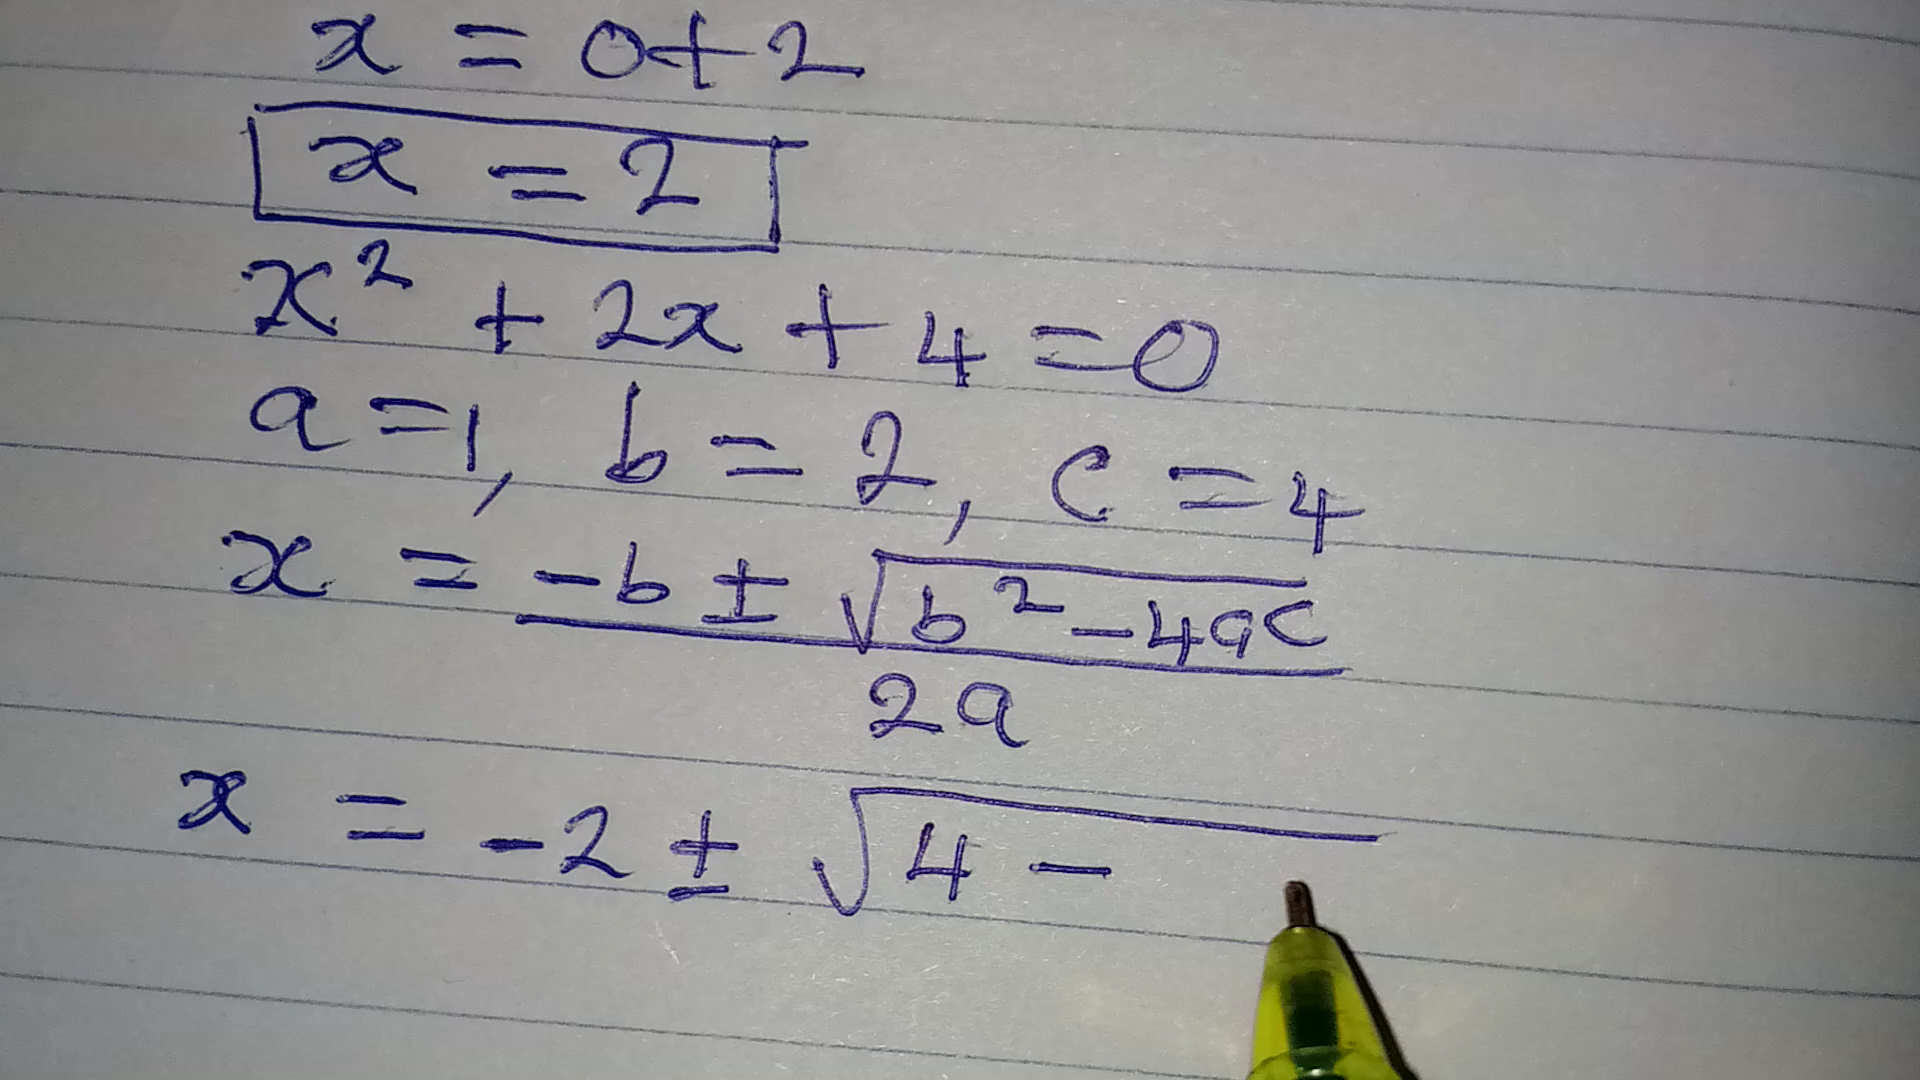 x = 0+2
x = 2
x² + 2x + 4 = 0
a = 1, b = 2, c = 4
x = -b ± √b² - 4ac
2a
x = -2 ± √4 -